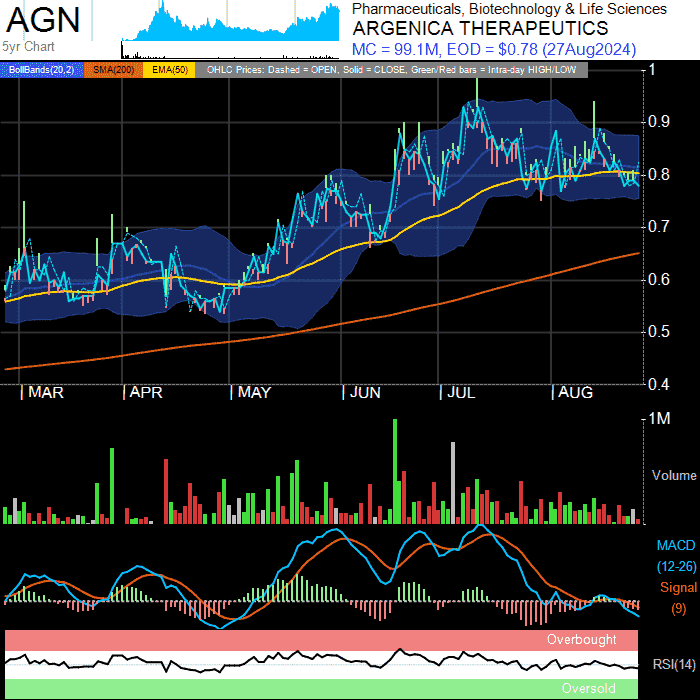 AGN
5yr Chart
Pharmaceuticals, Biotechnology & Life Sciences
ARGENICA THERAPEUTICS
MC = 99.1M, EOD = $0.78 (27Aug2024)
BollBands(20,2) SMA(200) EMA(50) OHLC Prices: Dashed = OPEN, Solid = CLOSE, Green/Red bars = Intra-day HIGH/LOW
1
0.9
0.8
0.7
0.6
0.5
0.4
MAR APR MAY JUN JUL AUG
1M
Volume
MACD
(12-26)
Signal
(9)
Overbought
RSI(14)
Oversold